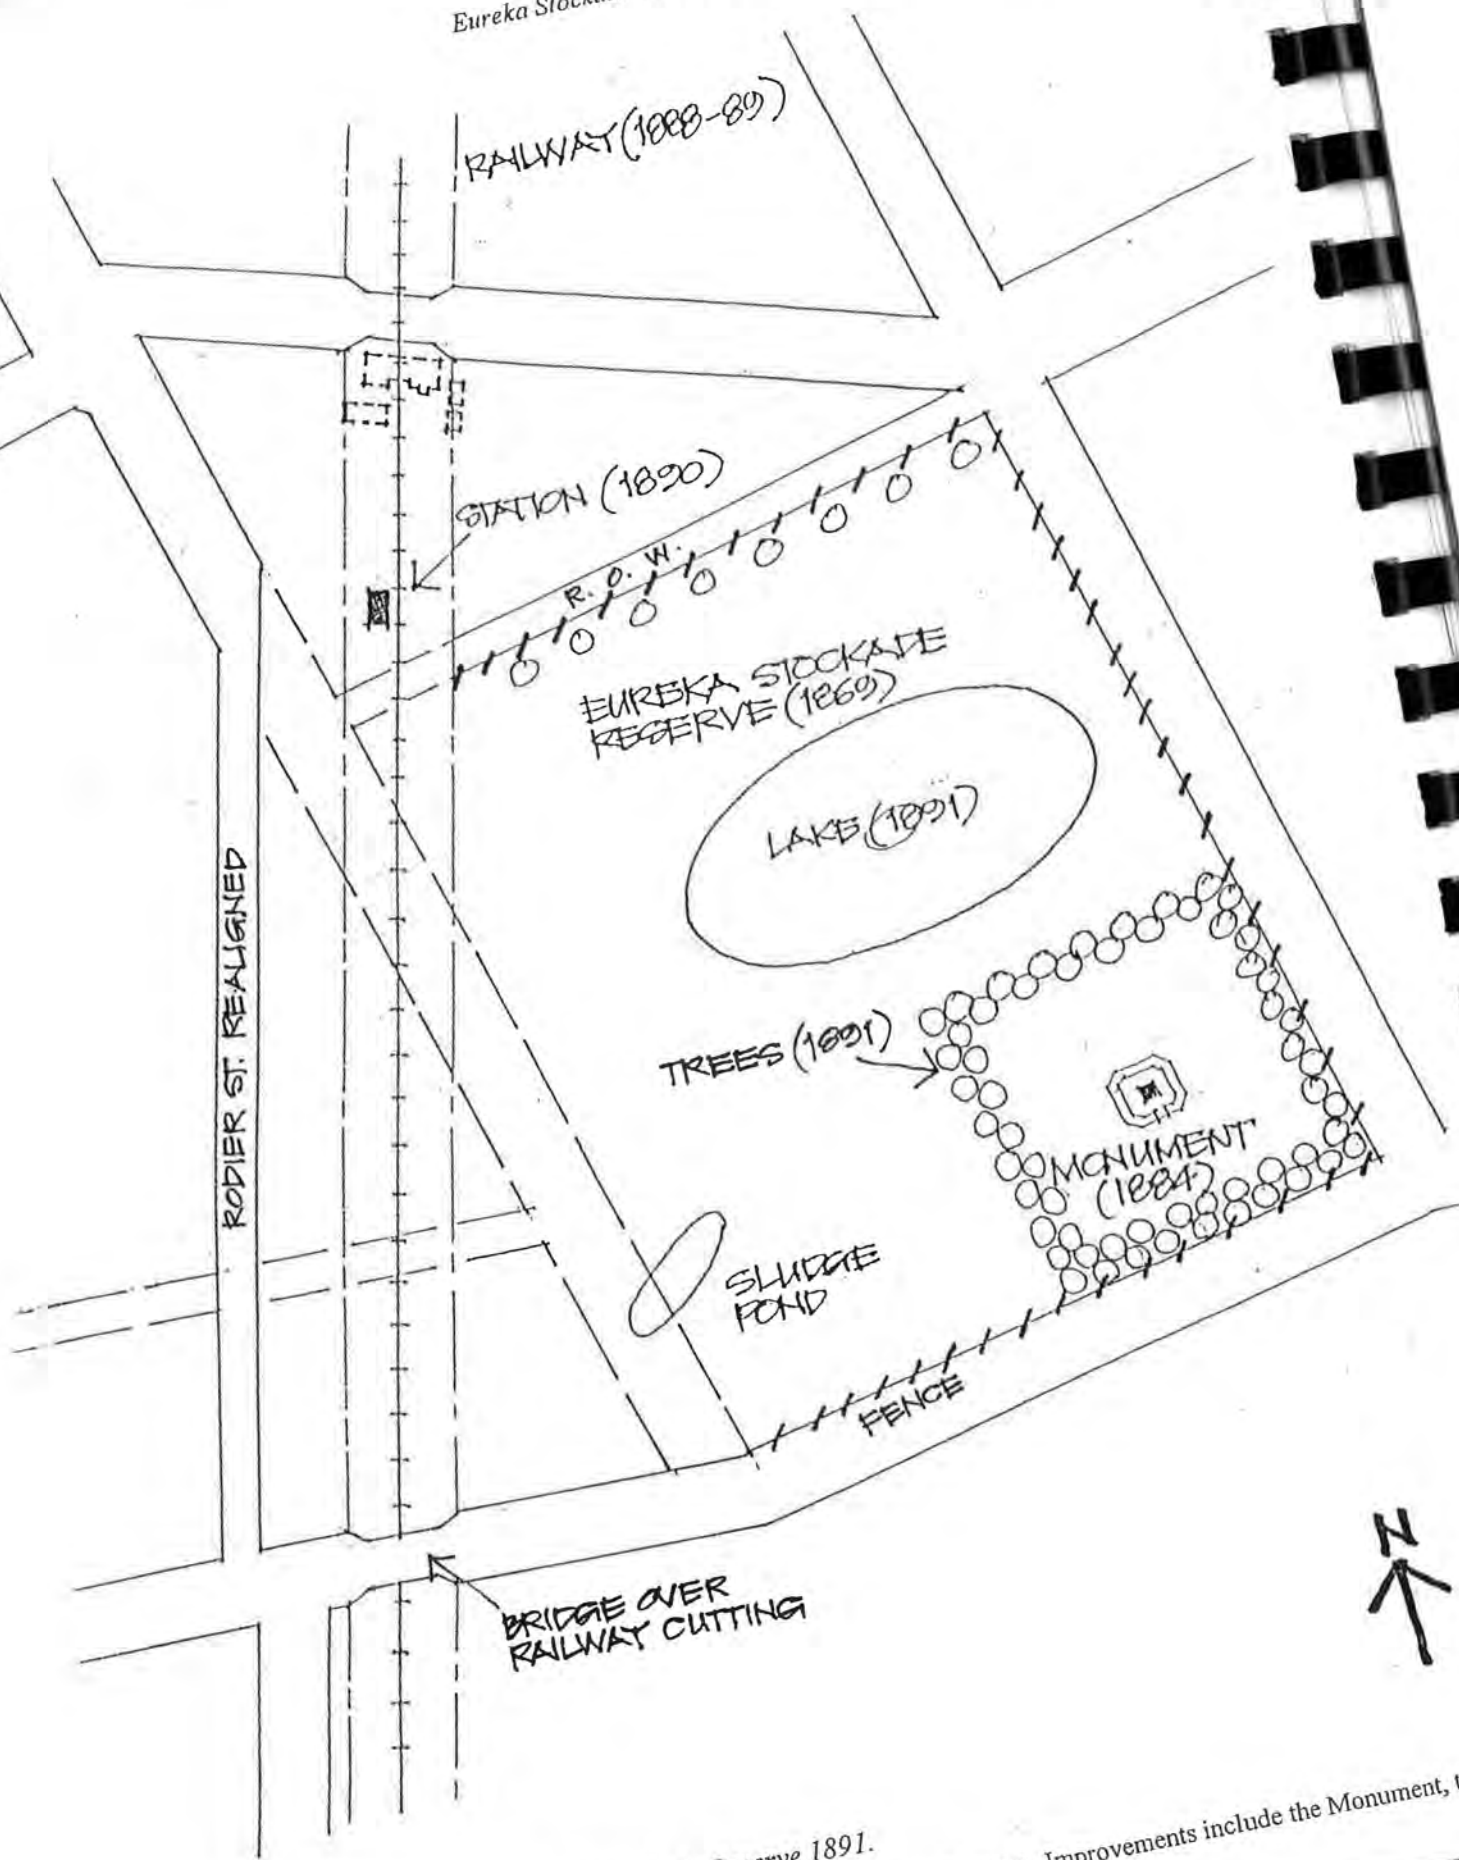 Eureka
RAILWAY (1888-89)
STATION (1890)
R. O. W.
EUREKA STOCKADE
RESERVE (1869)
LAKE (1891)
RODIER ST. REALIGNED
TREES (1891)
MONUMENT
(1884)
SLUDGE
POND
FENCE
N
BRIDGE OVER
RAILWAY CUTTING
1891.
Improvements include the Monument,